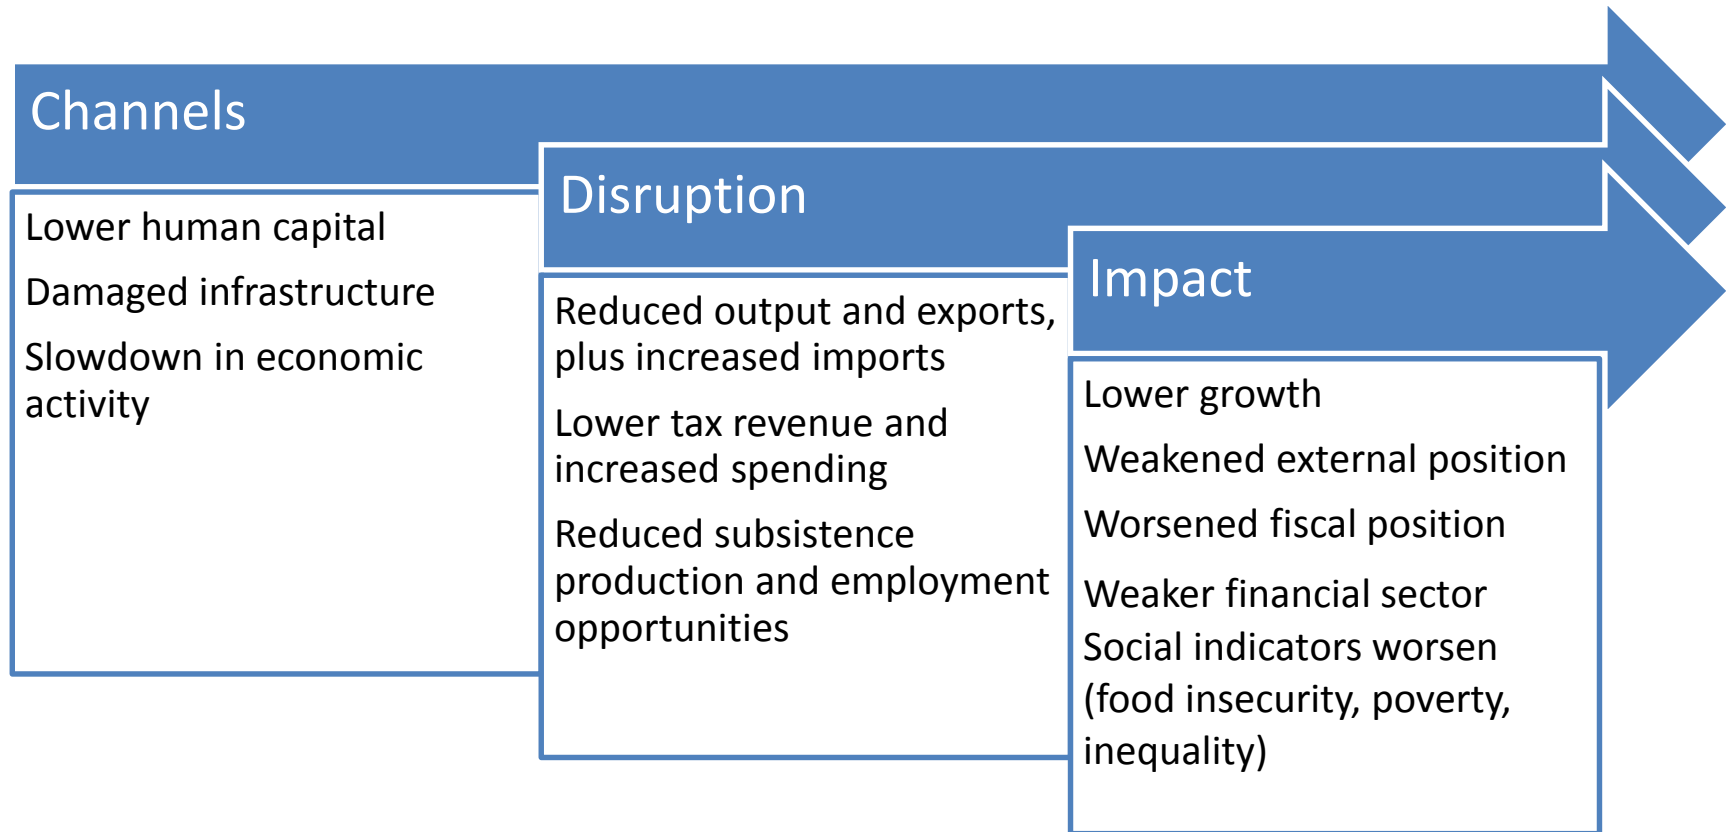 Channels
Lower human capital
Damaged infrastructure
Slowdown in economic
activity
Disruption
Reduced output and exports,
plus increased imports
Lower tax revenue and
increased spending
Reduced subsistence
production and employment
opportunities
Impact
Lower growth
Weakened external position
Worsened fiscal position
Weaker financial sector
Social indicators worsen
(food insecurity, poverty,
inequality)